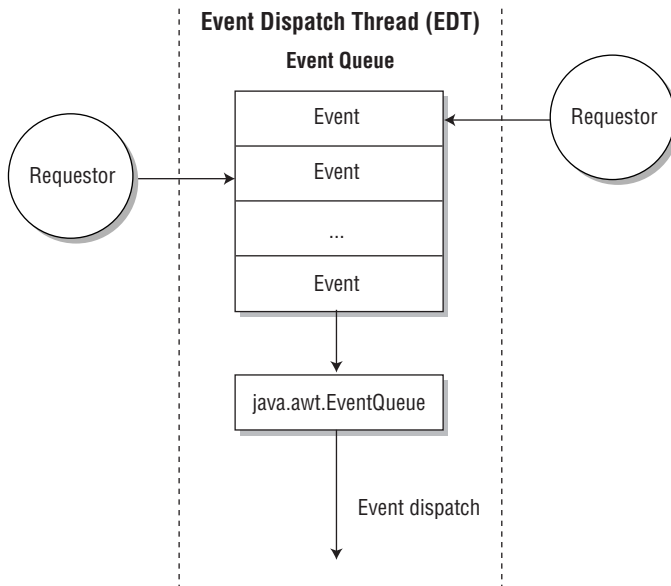 Event Dispatch Thread (EDT)
Event Queue
Event
Requestor
Event
Requestor
...
Event
java.awt.EventQueue
Event dispatch